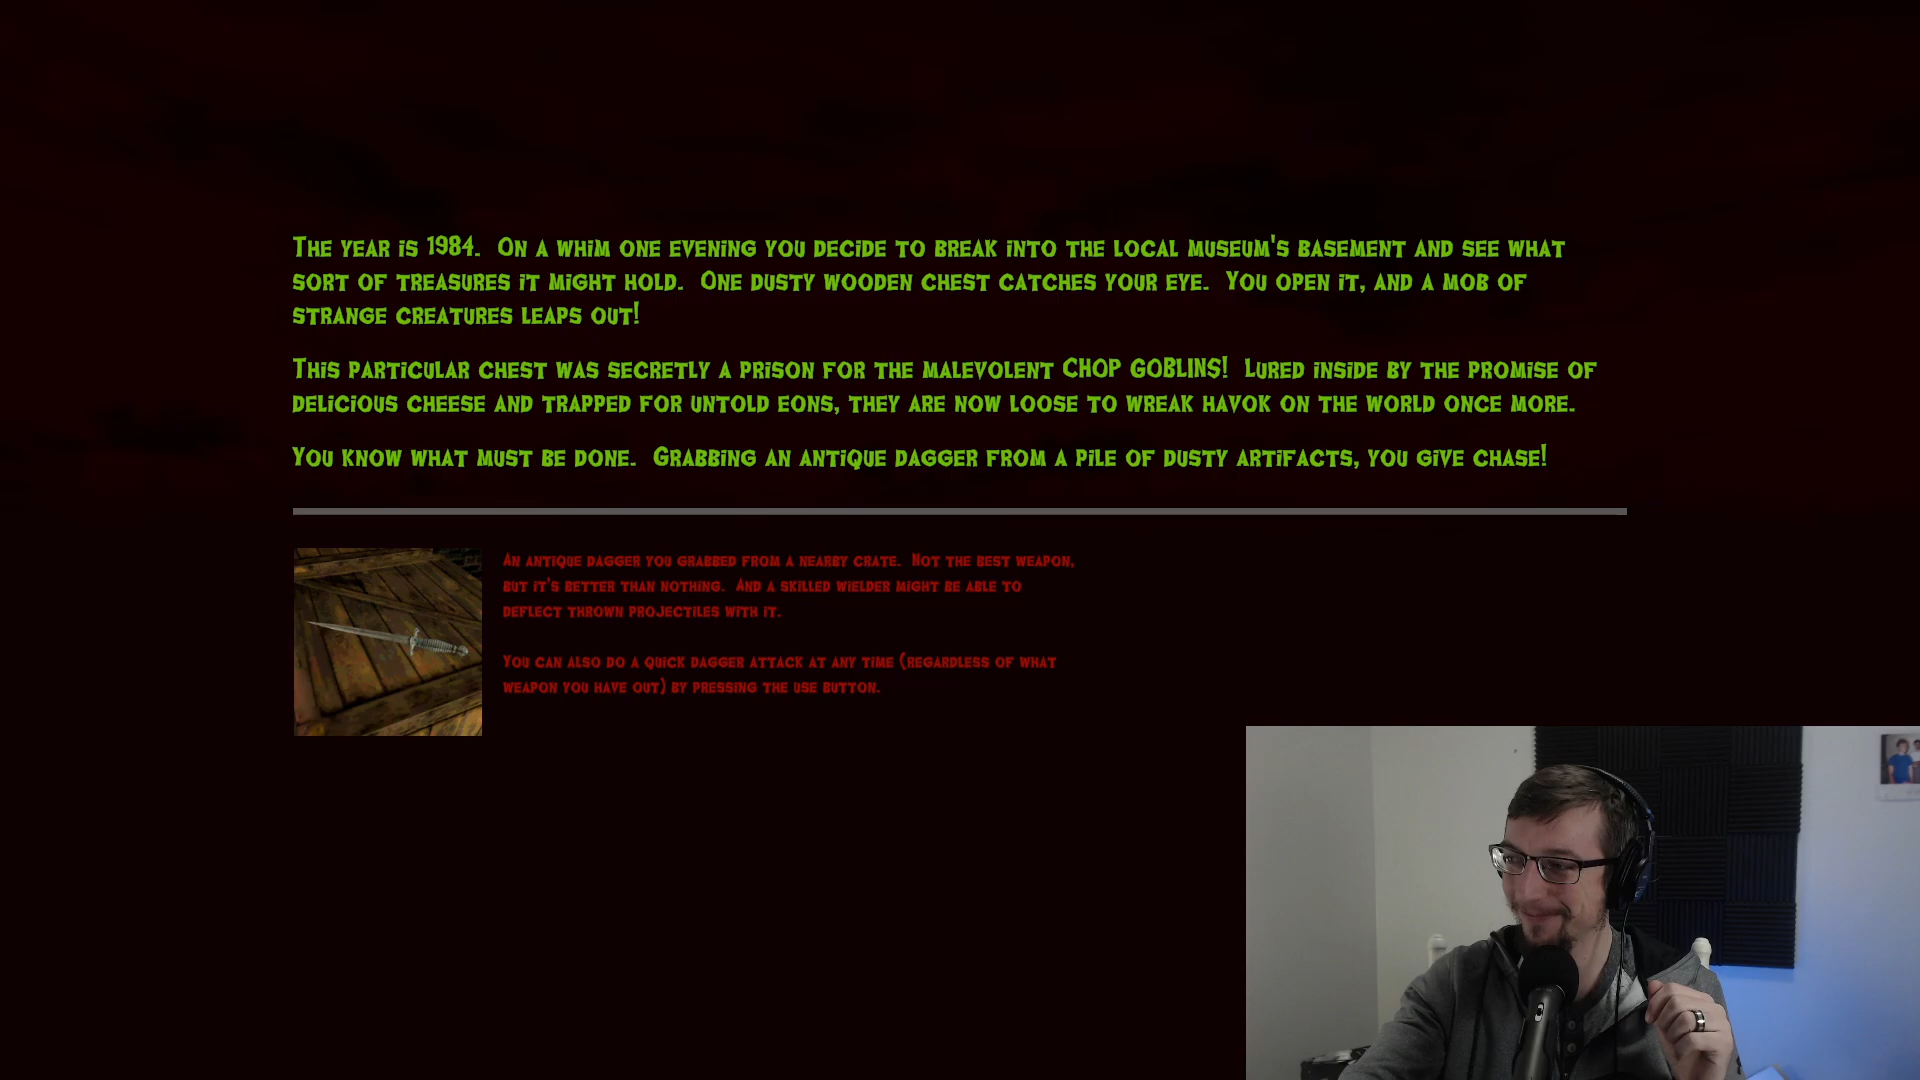 The year is 1984.  On a whim one evening you decide to break into the local museum's basement and see what
sort of treasures it might hold.  One dusty wooden chest catches your eye.  You open it, and a mob of
strange creatures leaps out!
This particular chest was secretly a prison for the malevolent CHOP GOBLINS!  Lured inside by the promise of
delicious cheese and trapped for untold eons, they are now loose to wreak havok on the world once more.
You know what must be done.  Grabbing an antique dagger from a pile of dusty artifacts, you give chase!
An antique dagger you grabbed from a nearby crate.  Not the best weapon,
but it's better than nothing.  And a skilled wielder might be able to
deflect thrown projectiles with it.
You can also do a quick dagger attack at any time (regardless of what
weapon you have out) by pressing the use button.